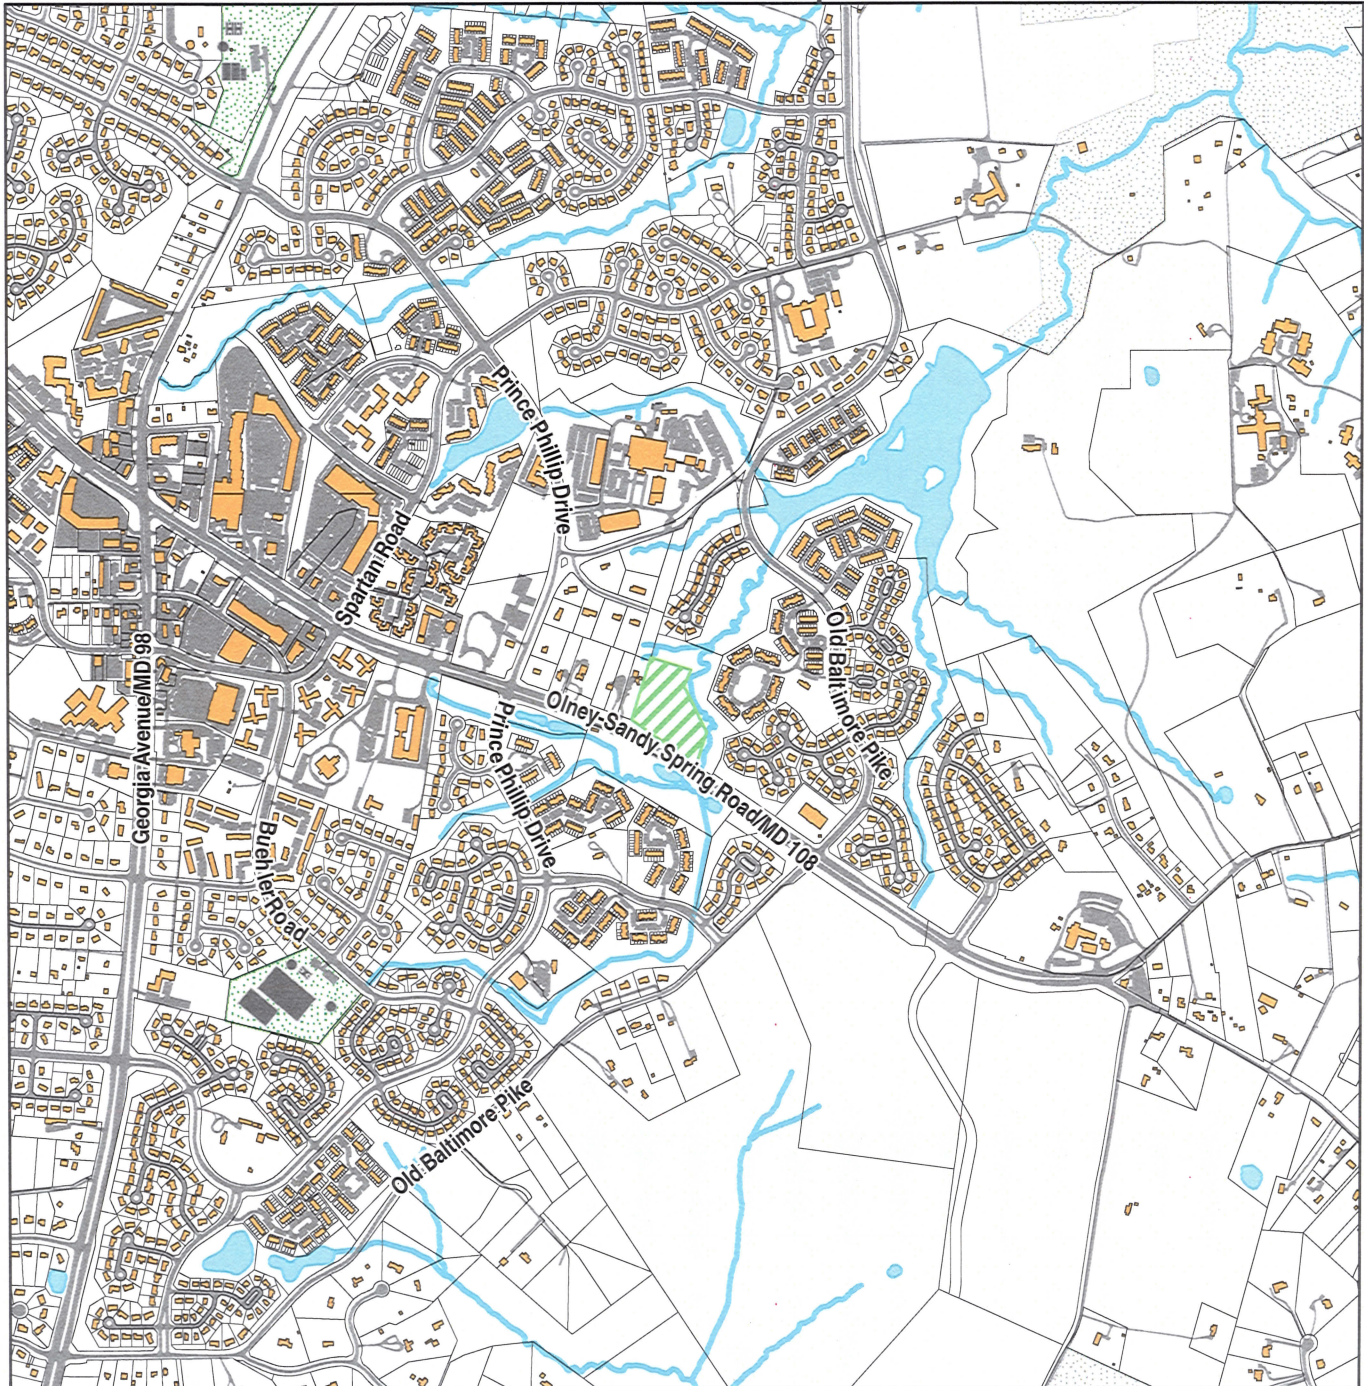 Prince Phillip Drive
Spartan Road
Old Baltimore Pike
Georgia Avenue/MD 98
Olney-Sandy Spring Road/MD 108
Prince Phillip Drive
Buehler Road
Old Baltimore Pike